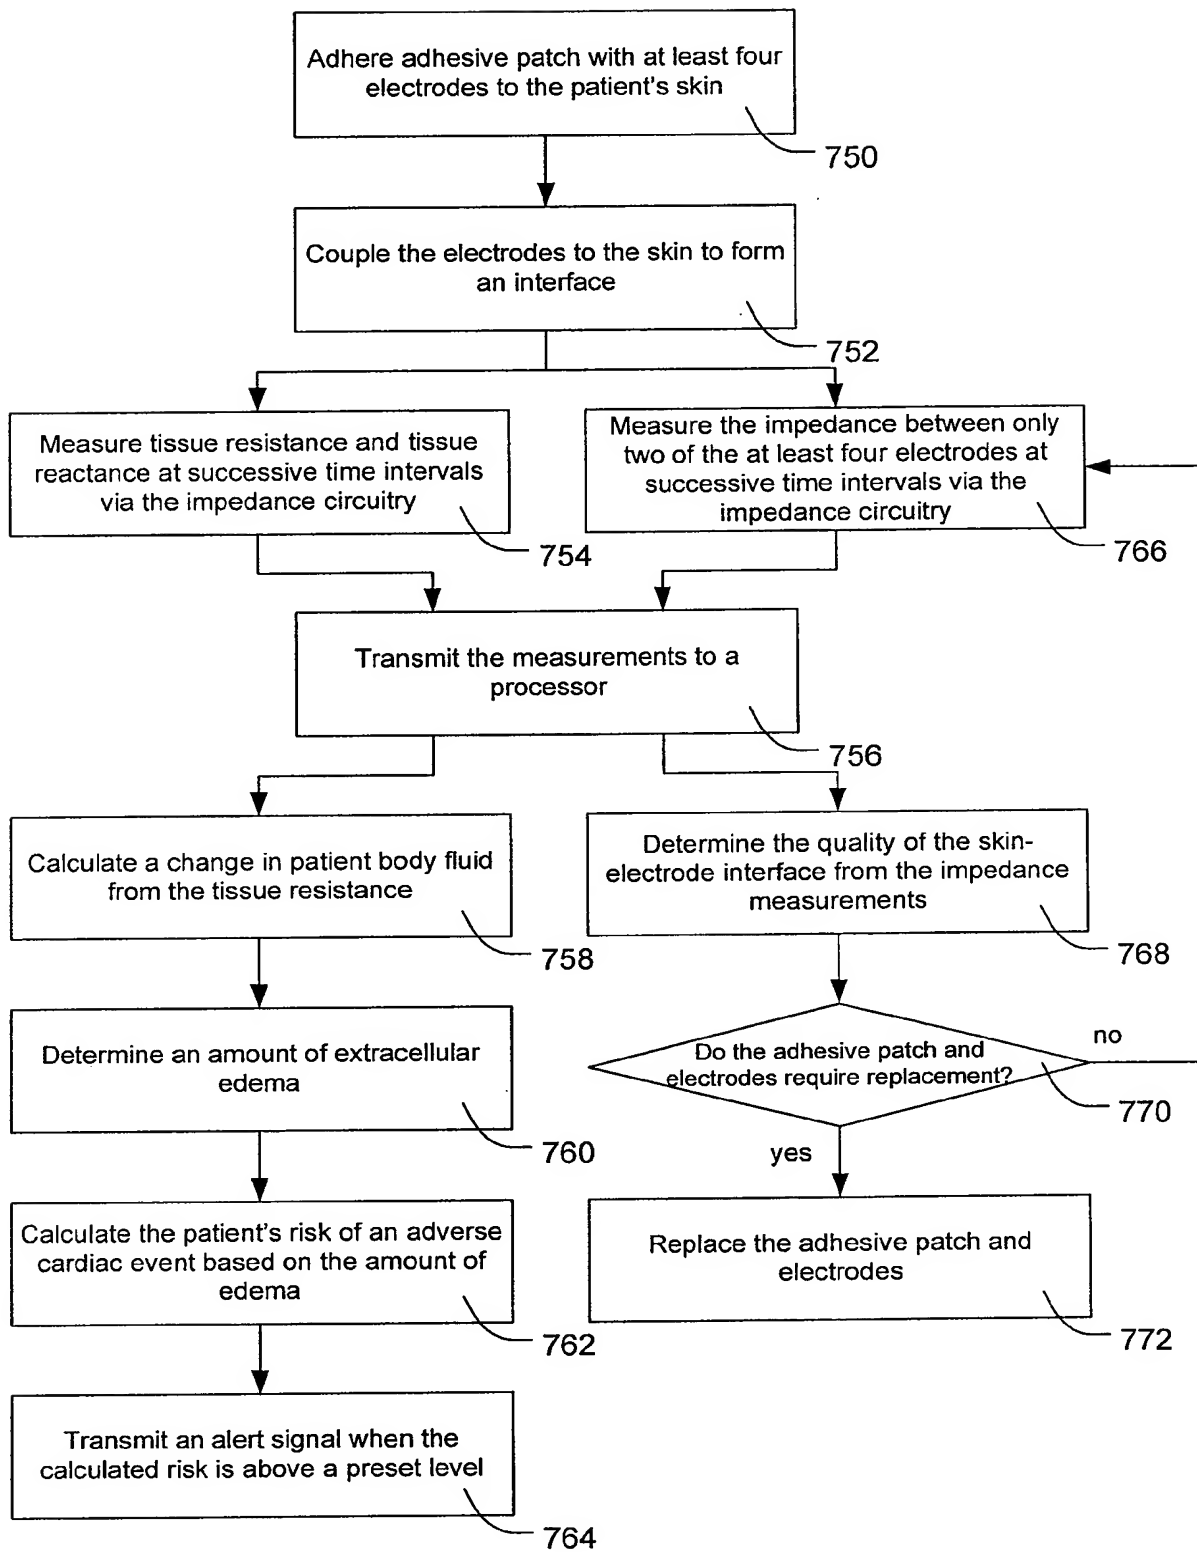 Adhere adhesive patch with at least four
electrodes to the patient's skin
750
Couple the electrodes to the skin to form
an interface
752
Measure tissue resistance and tissue
reactance at successive time intervals
via the impedance circuitry
754
Measure the impedance between only
two of the at least four electrodes at
successive time intervals via the
impedance circuitry
766
Transmit the measurements to a
processor
756
Calculate a change in patient body fluid
from the tissue resistance
758
Determine the quality of the skin-
electrode interface from the impedance
measurements
768
Determine an amount of extracellular
edema
760
Do the adhesive patch and
electrodes require replacement?
770
no
yes
Calculate the patient's risk of an adverse
cardiac event based on the amount of
edema
762
Replace the adhesive patch and
electrodes
772
Transmit an alert signal when the
calculated risk is above a preset level
764